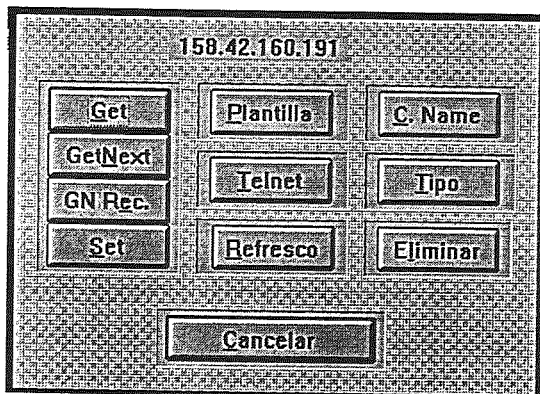 158.42.160.191
Get
GetNext
GN Rec.
Set
Plantilla
Telnet
Refresco
C. Name
Tipo
Eliminar
Cancelar